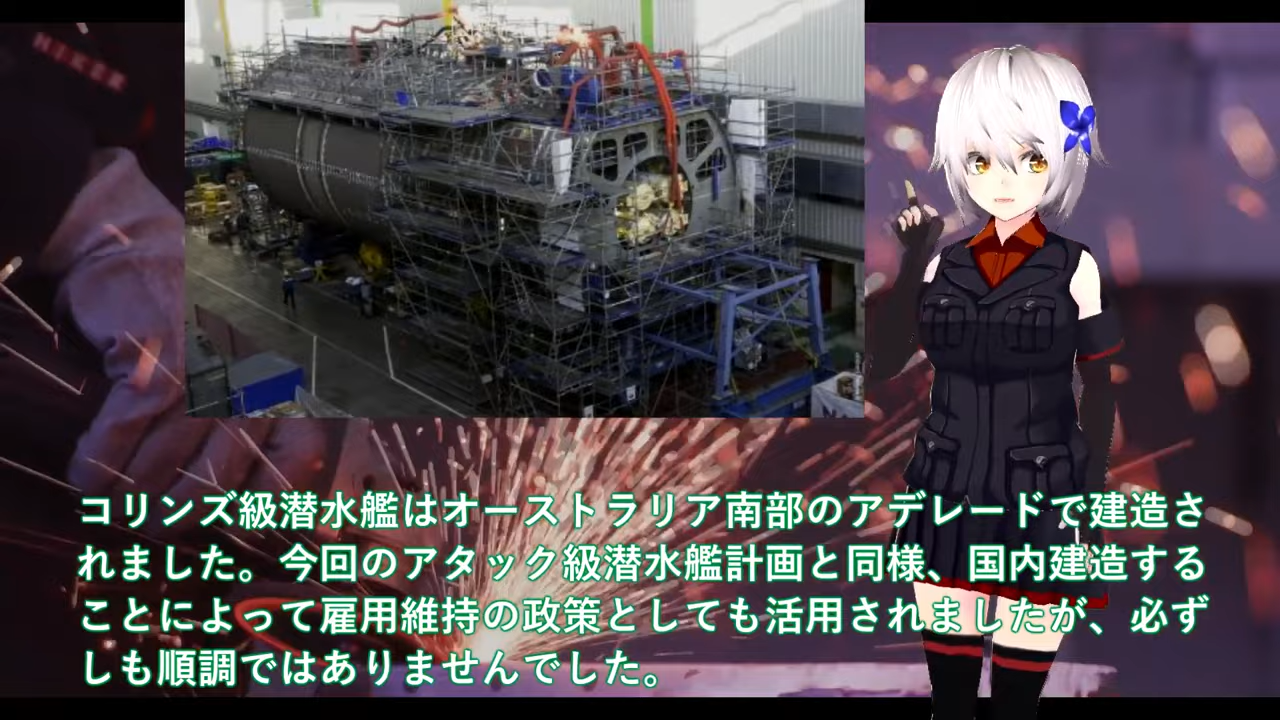 コリンズ級潜水艦はオーストラリア南部のアデレードで建造さ
れました。今回のアタック級潜水艦計画と同様、国内建造する
ことによって雇用維持の政策としても活用されましたが、必ず
しも順調ではありませんでした。